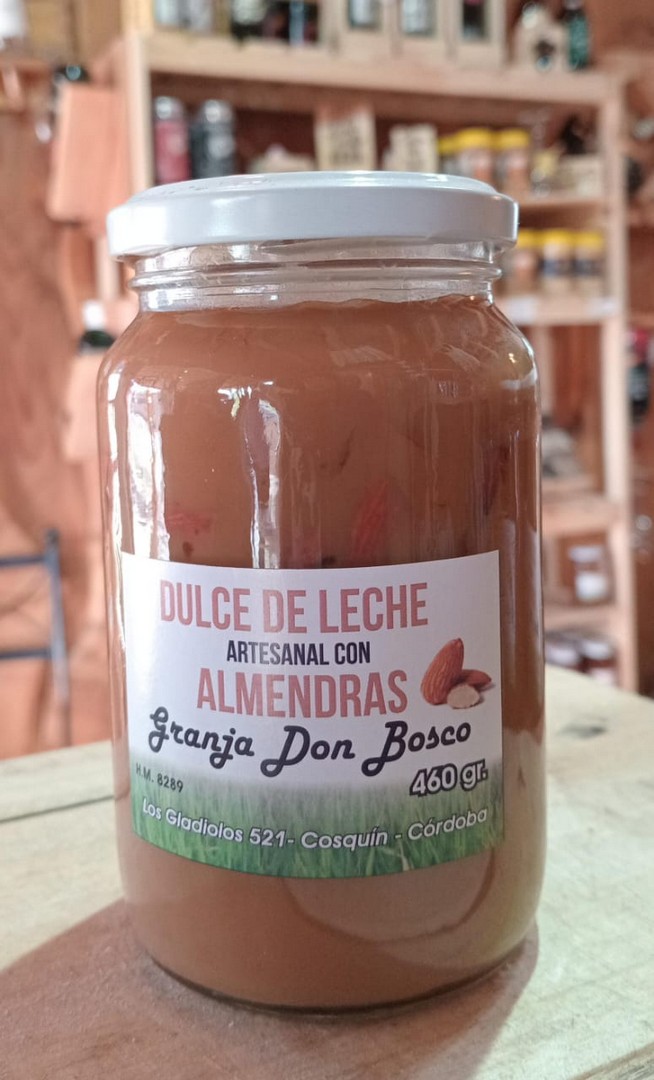 DULCE DE LECHE
ARTESANAL CON
ALMENDRAS
Granja Don Bosco
H.M. 8289
460 gr.
Los Gladiolos 521- Cosquín - Córdoba